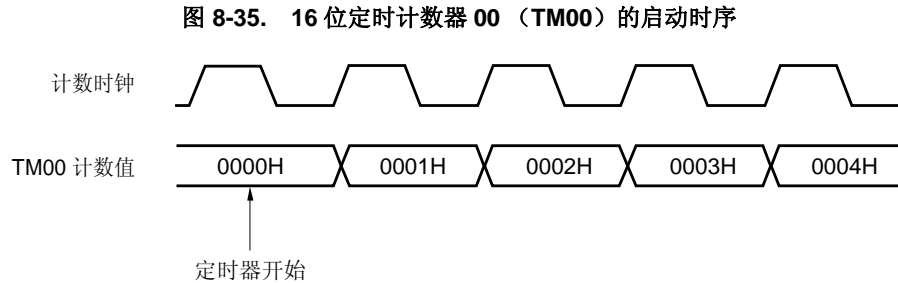 图 8-35. 16 位定时计数器 00 （TM00）的启动时序
计数时钟
TM00 计数值
0000H 0001H 0002H 0003H 0004H
定时器开始